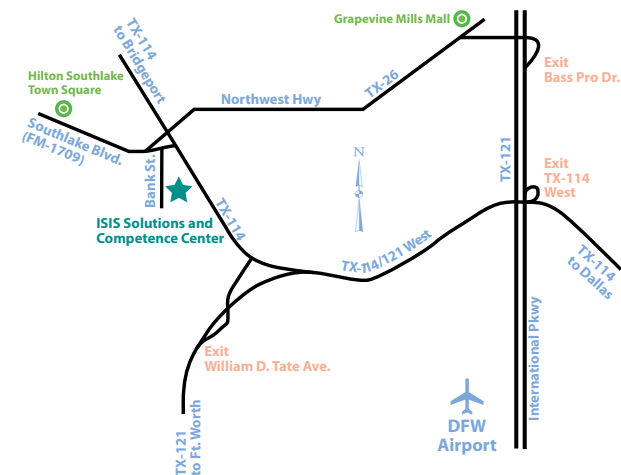 Grapevine Mills Mall
TX-114
to Bridgeport
Exit
Bass Pro Dr.
Hilton Southlake
Town Square
TX-26
Northwest Hwy
Southlake Blvd.
(FM-1709)
TX-121
N
Exit
TX-114
West
Bank St.
ISIS Solutions and
Competence Center
TX-114
TX-114/121 West
TX-114
to Dallas
Exit
William D. Tate Ave.
International Pkwy
DFW
Airport
TX-121
to Ft. Worth